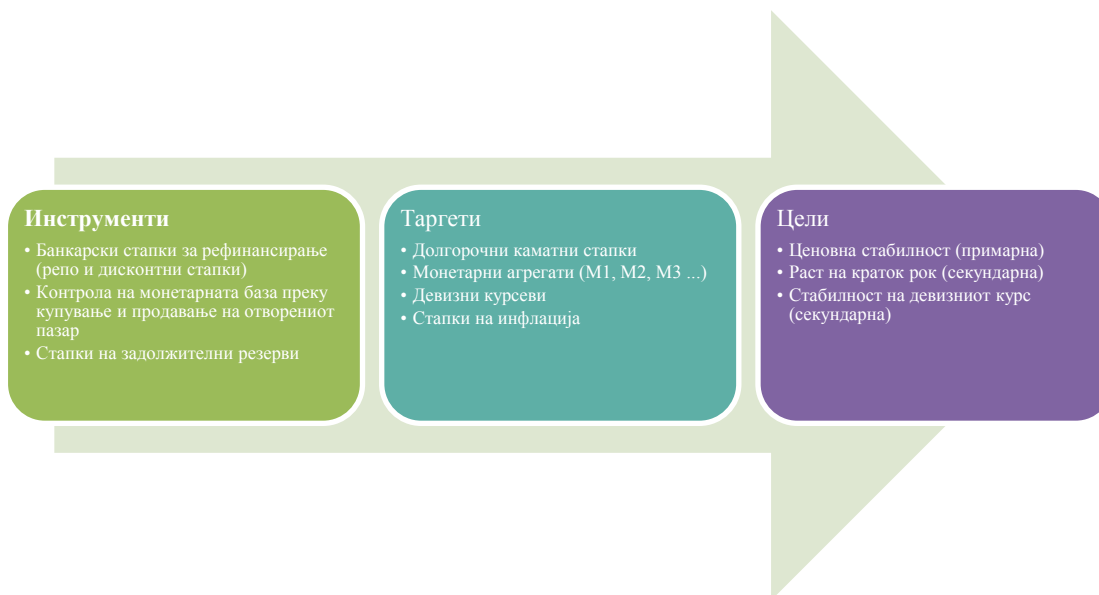 Инструменти
• Банкарски стапки за рефинансирање
(репо и дисконтни стапки)
• Контрола на монетарната база преку
купување и продавање на отворениот
пазар
• Стапки на задолжителни резерви
Таргети
• Долгорочни каматни стапки
• Монетарни агрегати (М1, М2, М3 ...)
• Девизни курсеви
• Стапки на инфлација
Цели
• Ценовна стабилност (примарна)
• Раст на краток рок (секундарна)
• Стабилност на девизниот курс
(секундарна)